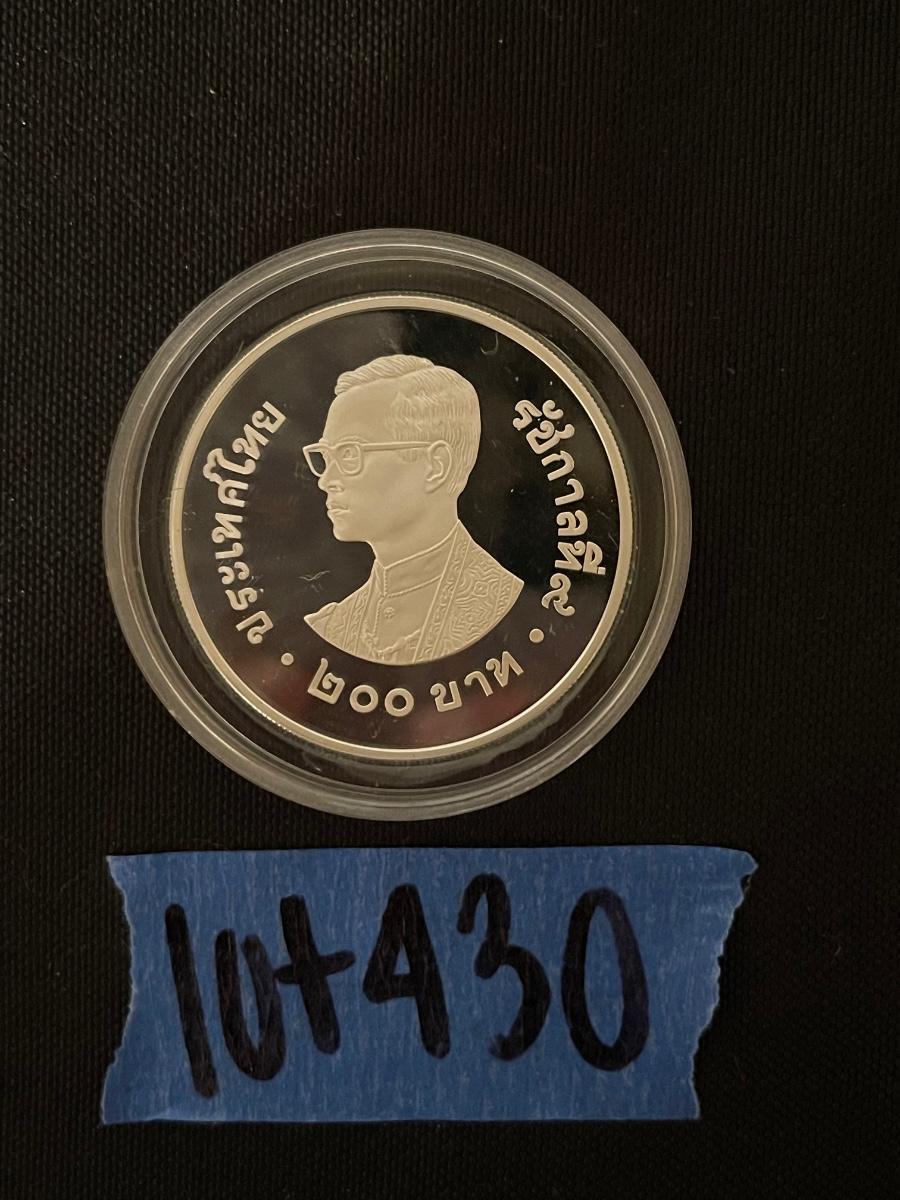 ประเทศไทย
รัชกาลที่๙
• ๒๐๐ บาท •
lot 430